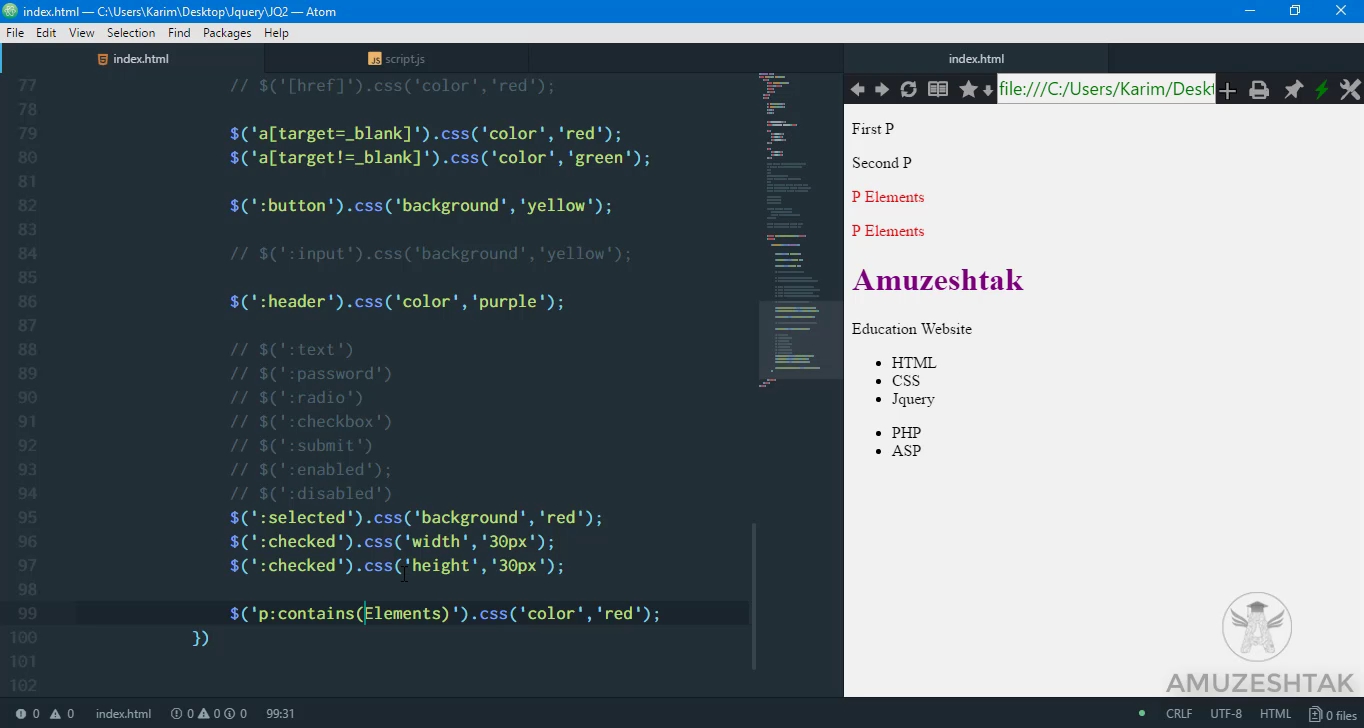 index.html — C:\Users\Karim\Desktop\Jquery\JQ2 — Atom
File Edit View Selection Find Packages Help
index.html script.js index.html
file:///C:/Users/Karim/Deskt
77 // $('[href]').css('color','red');
78
79 $('a[target=_blank]').css('color','red');
80 $('a[target!=_blank]').css('color','green');
81
82 $(':button').css('background','yellow');
83
84 // $(':input').css('background','yellow');
85
86 $(':header').css('color','purple');
87
88 // $(':text')
89 // $(':password')
90 // $(':radio')
91 // $(':checkbox')
92 // $(':submit')
93 // $(':enabled');
94 // $(':disabled')
95 $(':selected').css('background','red');
96 $(':checked').css('width','30px');
97 $(':checked').css('height','30px');
98
99 $('p:contains(Elements)').css('color','red');
100 })
101
102
First P
Second P
P Elements
P Elements
Amuzeshtak
Education Website
HTML
CSS
Jquery
PHP
ASP
AMUZESHTAK
0 0 index.html 0 0 0 99:31 CRLF UTF-8 HTML 0 files